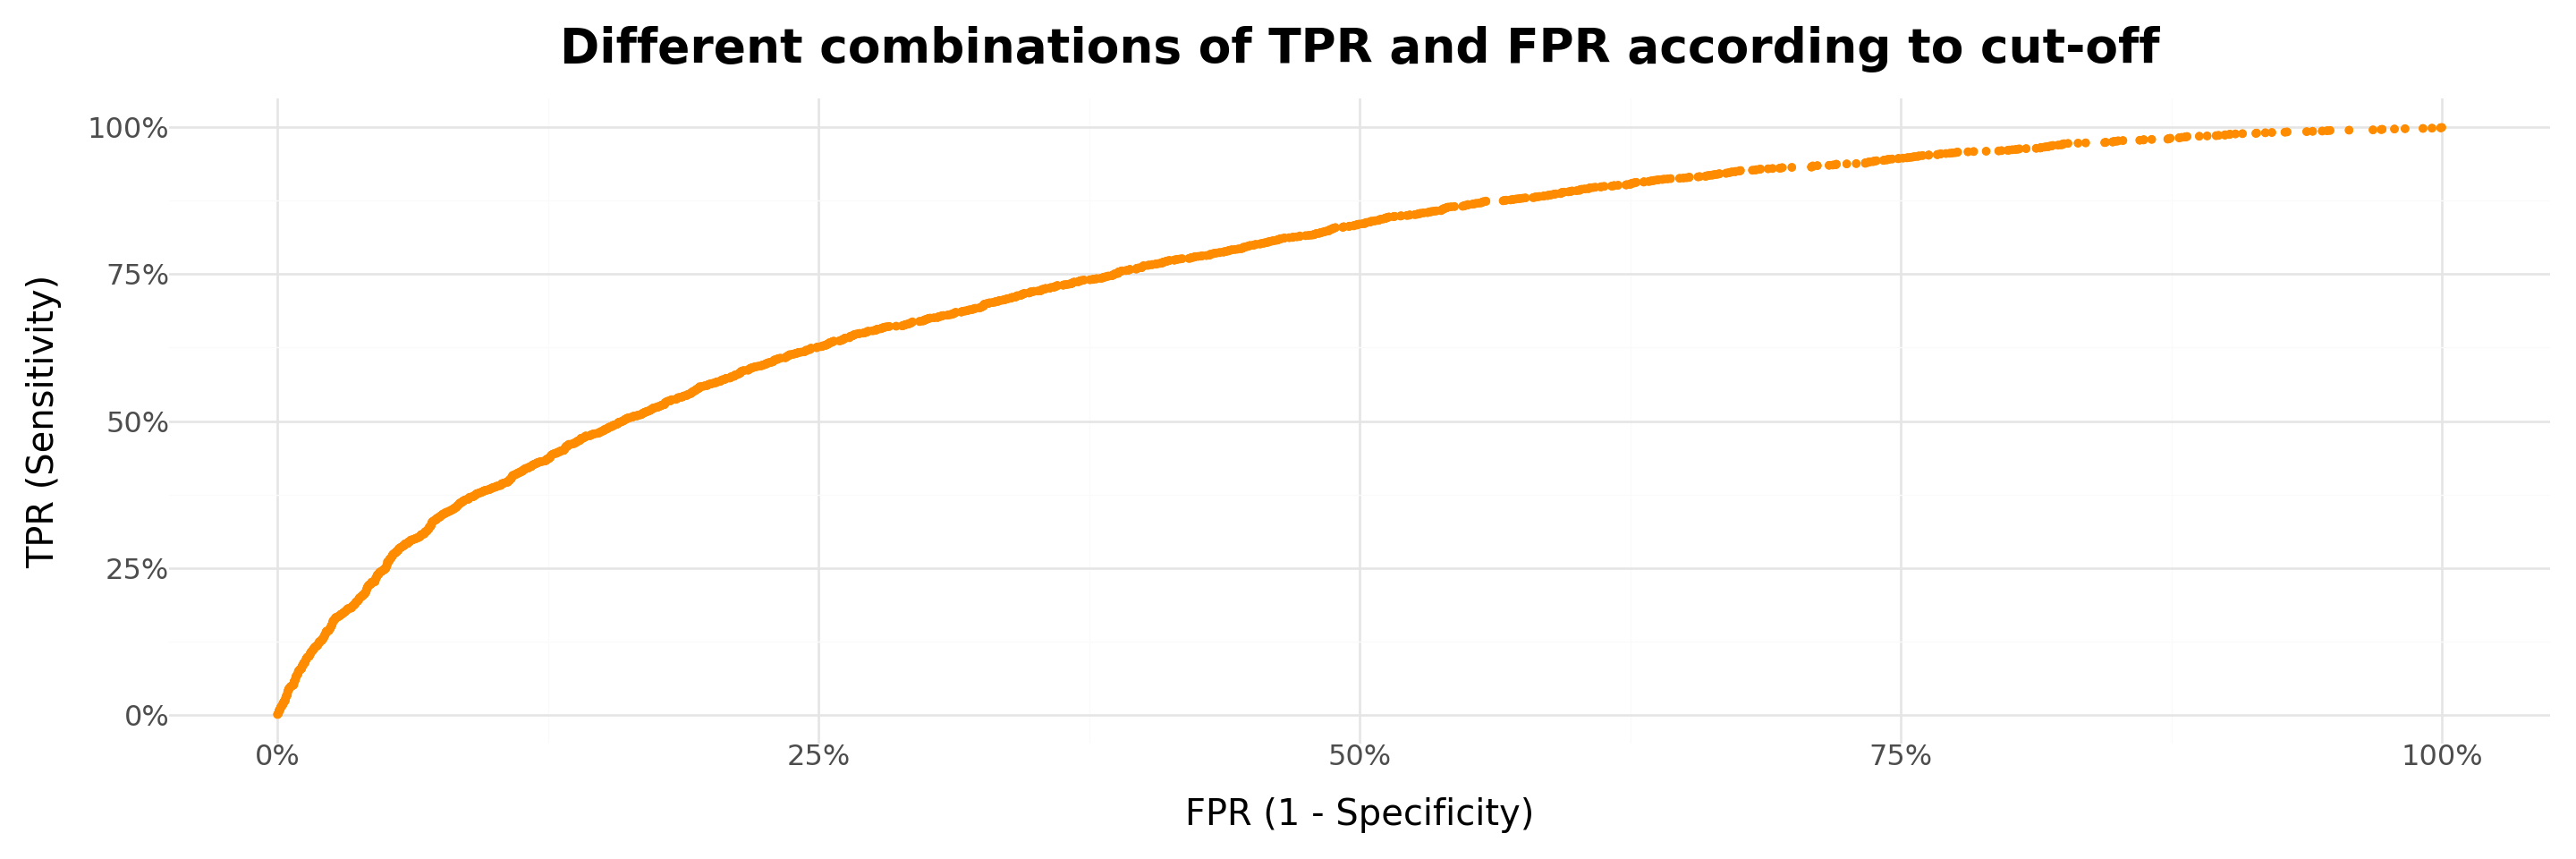 Different combinations of TPR and FPR according to cut-off
100%
75%
50%
25%
0%
TPR (Sensitivity)
0% 25% 50% 75% 100%
FPR (1 - Specificity)